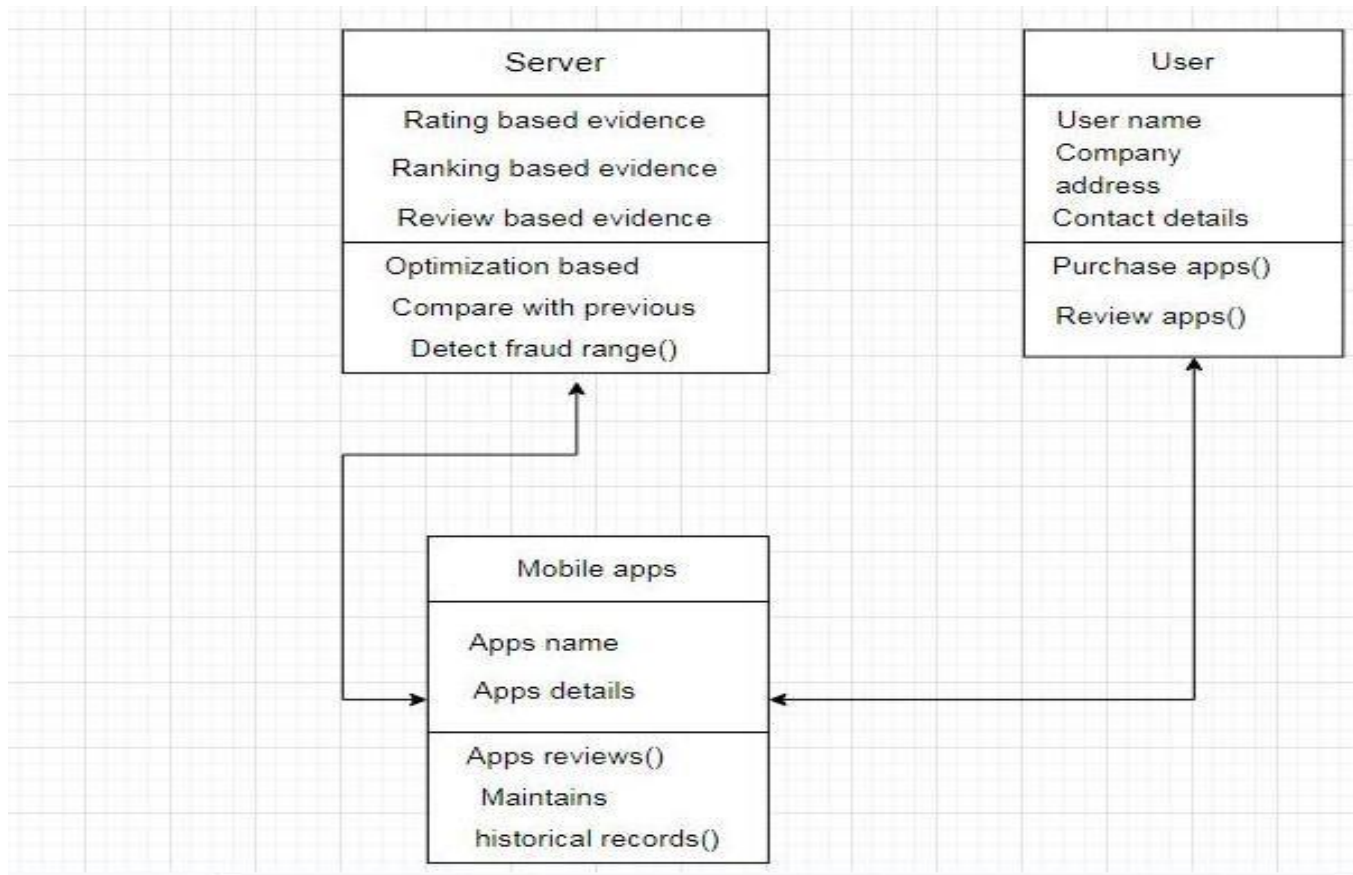 Server
Rating based evidence
Ranking based evidence
Review based evidence
Optimization based
Compare with previous
Detect fraud range()
User
User name
Company
address
Contact details
Purchase apps()
Review apps()
Mobile apps
Apps name
Apps details
Apps reviews()
Maintains
historical records()